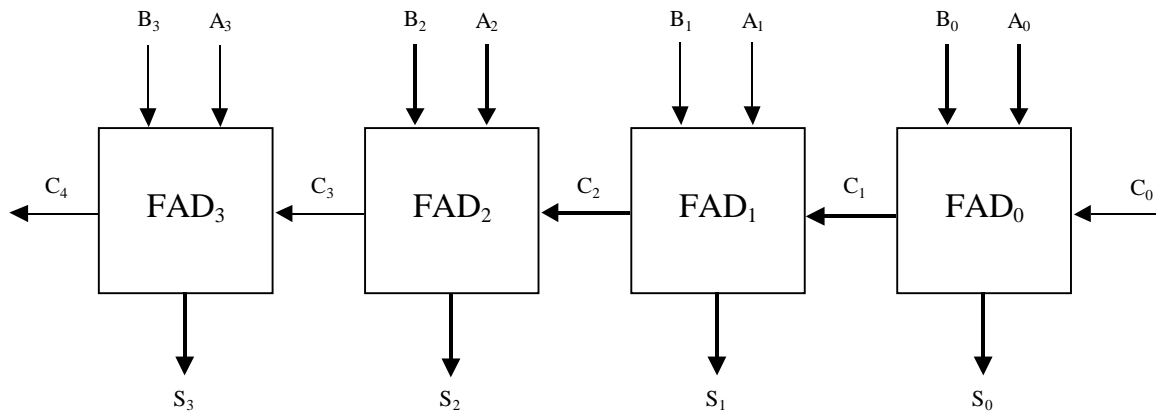 B₃ A₃ B₂ A₂ B₁ A₁ B₀ A₀
C₄ FAD₃ C₃ FAD₂ C₂ FAD₁ C₁ FAD₀ C₀
S₃ S₂ S₁ S₀